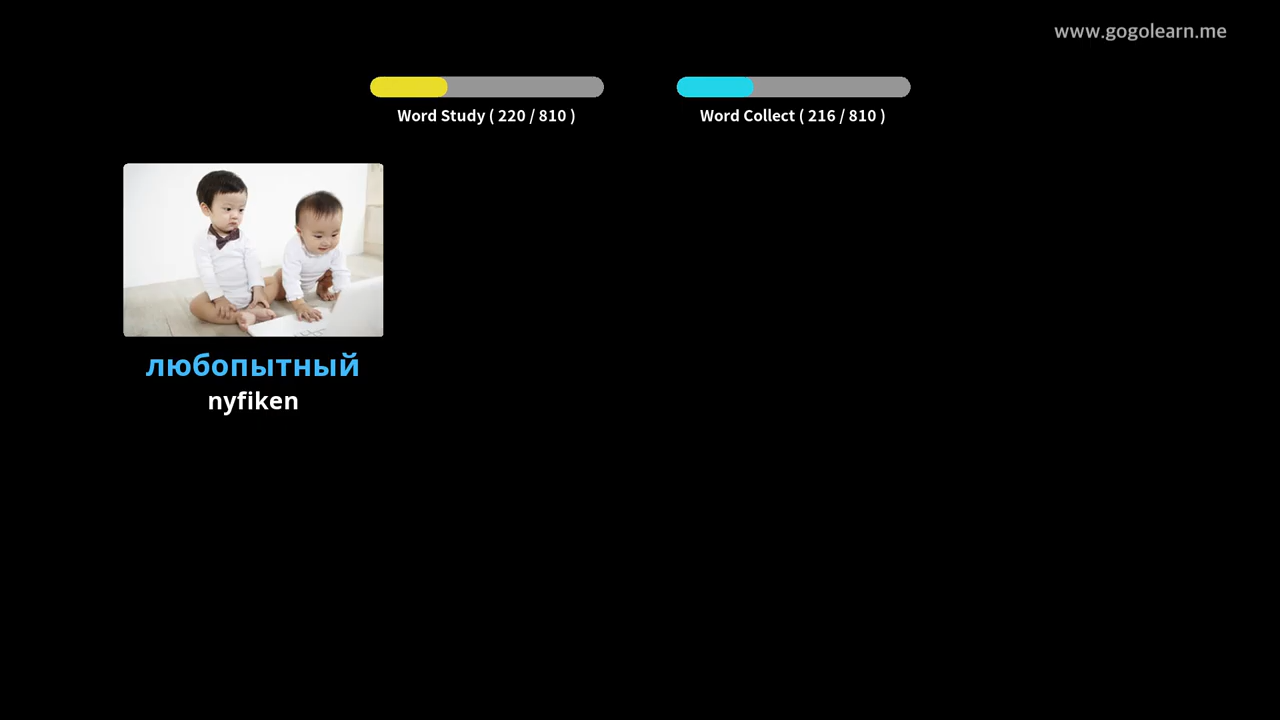 www.gogolearn.me
Word Study ( 220 / 810 )
Word Collect ( 216 / 810 )
любопытный
nyfiken